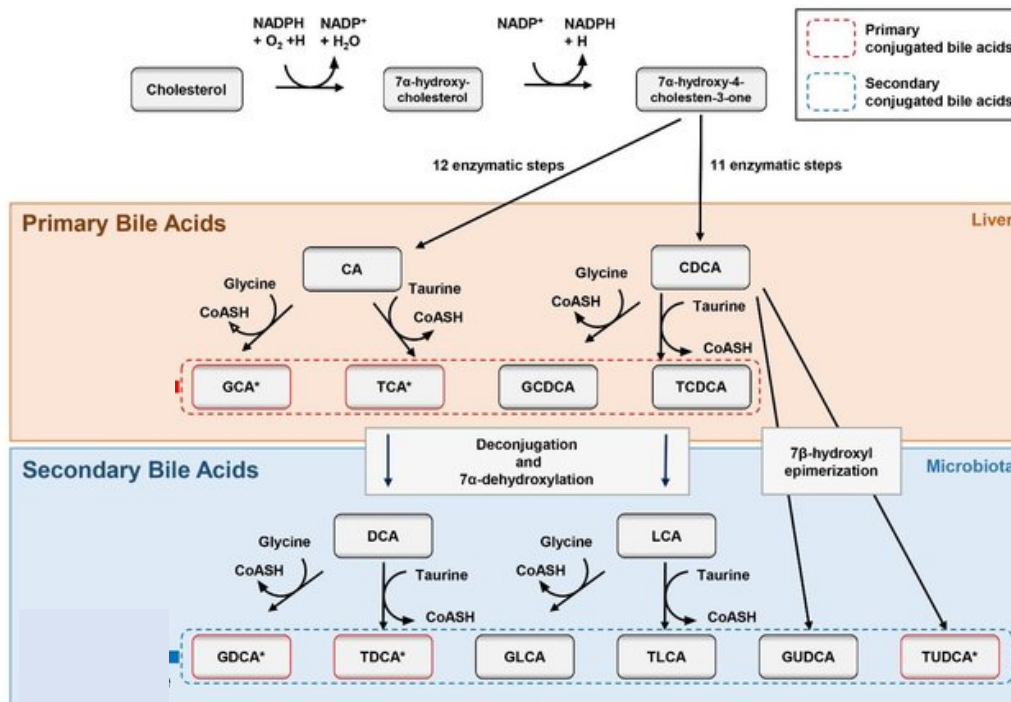 NADPH
+ O₂ +H
NADP⁺
+ H₂O
NADP⁺
NADPH
+ H
Primary
conjugated bile acids
Secondary
conjugated bile acids
Cholesterol
7α-hydroxy-
cholesterol
7α-hydroxy-4-
cholesten-3-one
12 enzymatic steps
11 enzymatic steps
Primary Bile Acids
Liver
CA
CDCA
Glycine
Taurine
Glycine
Taurine
CoASH
CoASH
CoASH
CoASH
GCA*
TCA*
GCDCA
TCDCA
Deconjugation
and
7α-dehydroxylation
7β-hydroxyl
epimerization
Secondary Bile Acids
Microbiota
DCA
LCA
Glycine
Taurine
Glycine
Taurine
CoASH
CoASH
CoASH
CoASH
GDCA*
TDCA*
GLCA
TLCA
GUDCA
TUDCA*